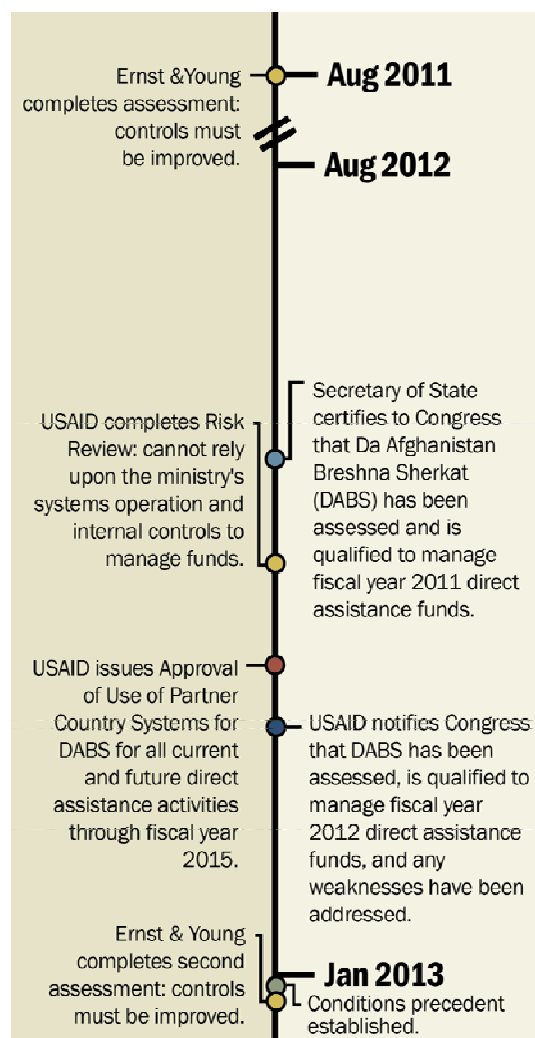 Ernst &Young
completes assessment:
controls must
be improved.
Aug 2011
Aug 2012
Secretary of State
certifies to Congress
that Da Afghanistan
Breshna Sherkat
(DABS) has been
assessed and is
qualified to manage
fiscal year 2011 direct
assistance funds.
USAID completes Risk
Review: cannot rely
upon the ministry's
systems operation and
internal controls to
manage funds.
USAID issues Approval
of Use of Partner
Country Systems for
DABS for all current
and future direct
assistance activities
through fiscal year
2015.
USAID notifies Congress
that DABS has been
assessed, is qualified to
manage fiscal year
2012 direct assistance
funds, and any
weaknesses have been
addressed.
Ernst & Young
completes second
assessment: controls
must be improved.
Jan 2013
Conditions precedent
established.